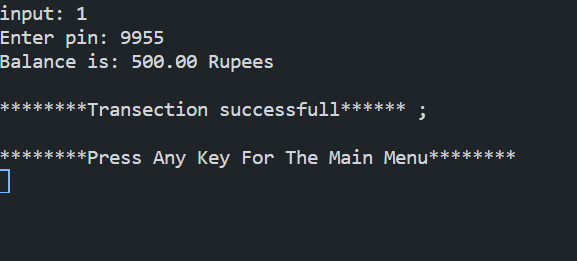 input: 1
Enter pin: 9955
Balance is: 500.00 Rupees
********Transection successfull****** ;
********Press Any Key For The Main Menu********